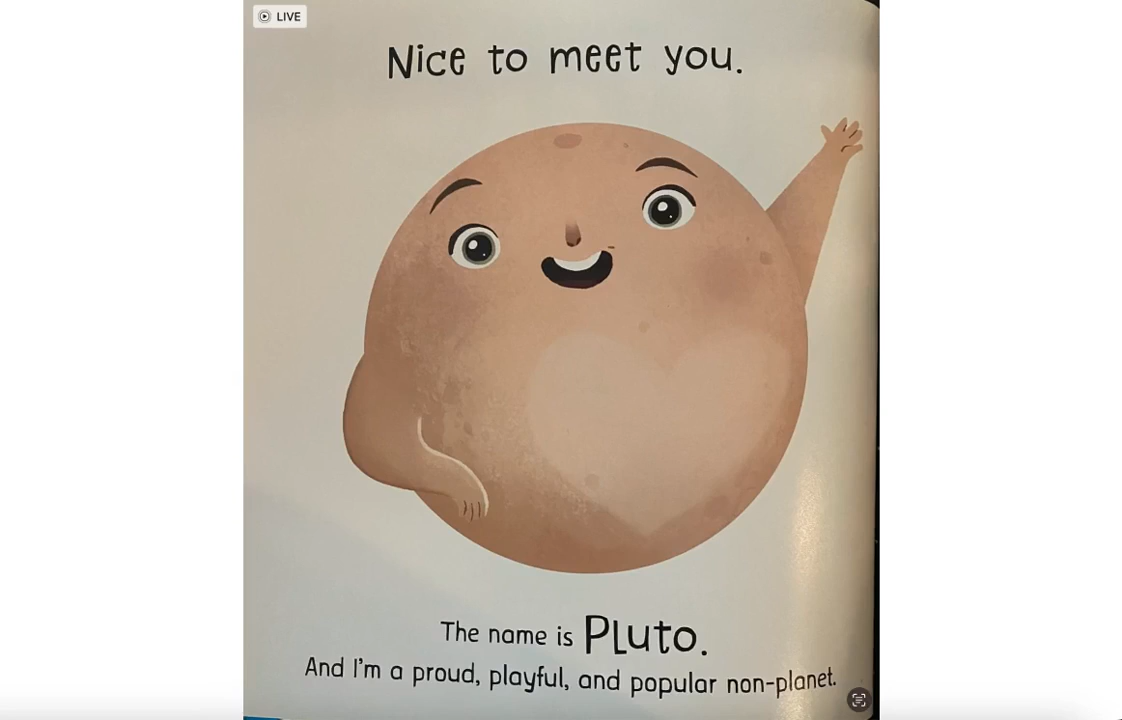 LIVE
Nice to meet you.
The name is Pluto.
And I'm a proud, playful, and popular non-planet.